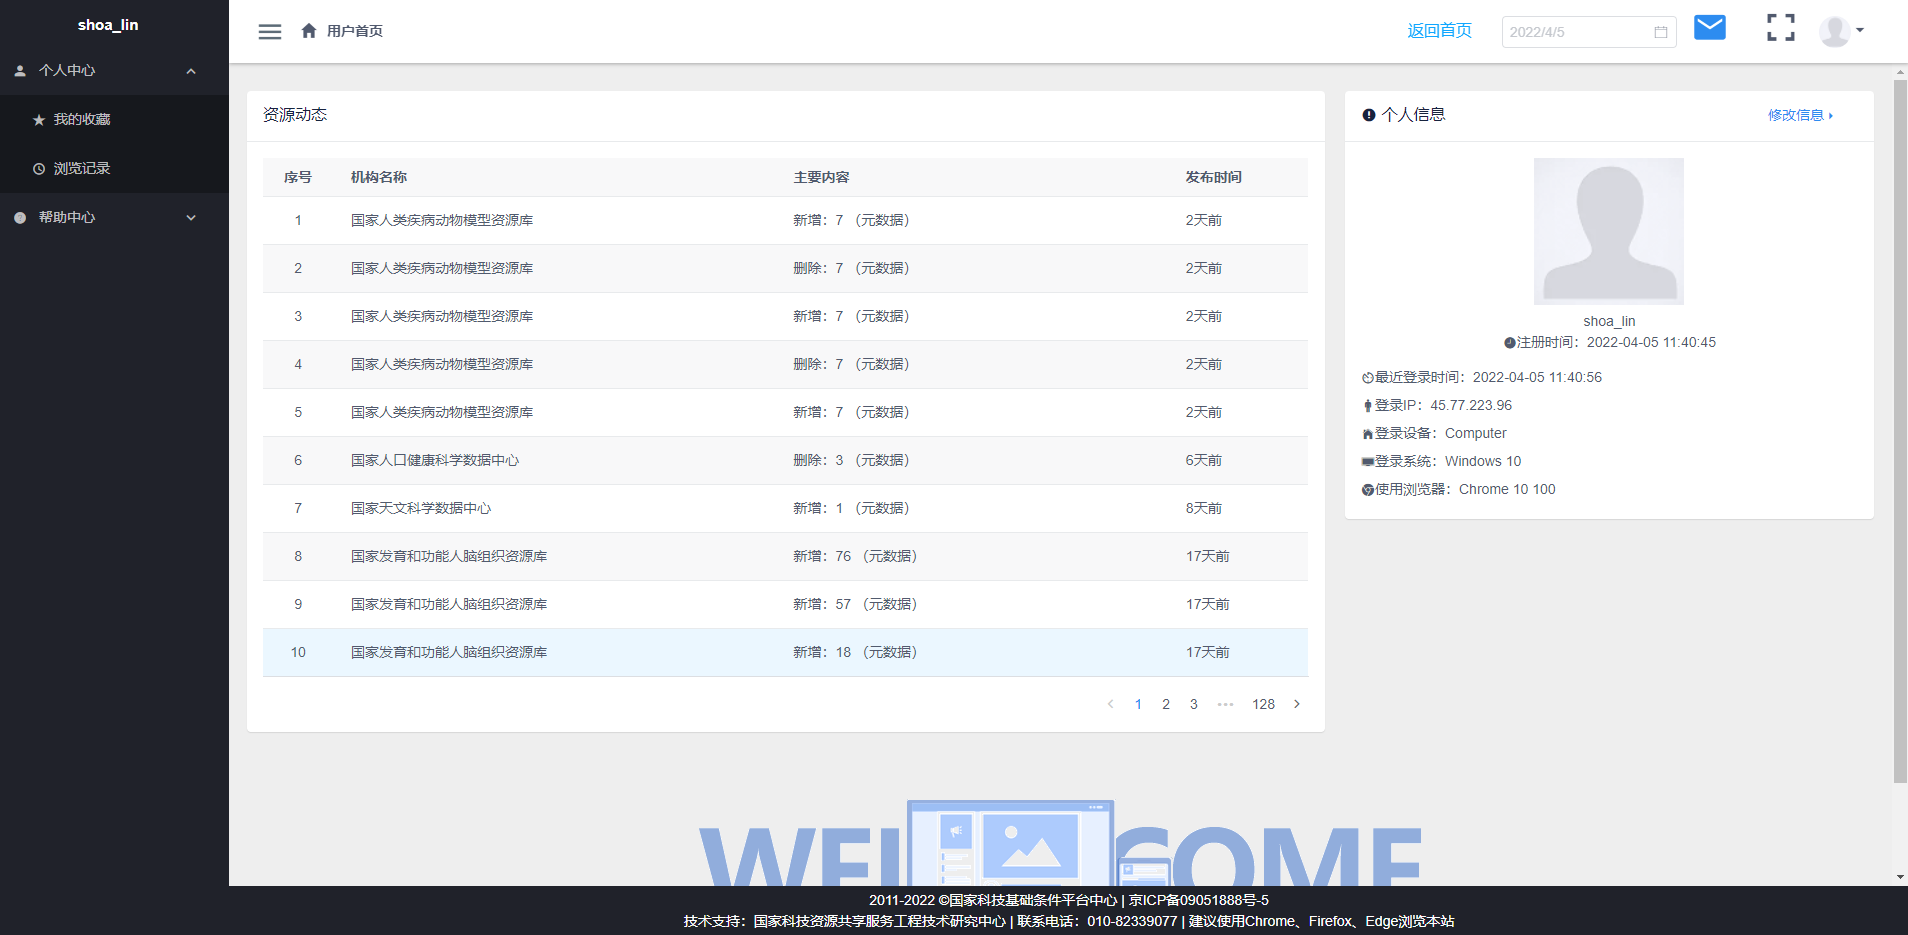 shoa_lin
个人中心
我的收藏
浏览记录
帮助中心
用户首页
返回首页
2022/4/5
资源动态
序号 机构名称 主要内容 发布时间
1 国家人类疾病动物模型资源库 新增：7 （元数据） 2天前
2 国家人类疾病动物模型资源库 删除：7 （元数据） 2天前
3 国家人类疾病动物模型资源库 新增：7 （元数据） 2天前
4 国家人类疾病动物模型资源库 删除：7 （元数据） 2天前
5 国家人类疾病动物模型资源库 新增：7 （元数据） 2天前
6 国家人口健康科学数据中心 删除：3 （元数据） 6天前
7 国家天文科学数据中心 新增：1 （元数据） 8天前
8 国家发育和功能人脑组织资源库 新增：76 （元数据） 17天前
9 国家发育和功能人脑组织资源库 新增：57 （元数据） 17天前
10 国家发育和功能人脑组织资源库 新增：18 （元数据） 17天前
1 2 3 ••• 128
个人信息
修改信息
shoa_lin
注册时间：2022-04-05 11:40:45
最近登录时间：2022-04-05 11:40:56
登录IP：45.77.223.96
登录设备：Computer
登录系统：Windows 10
使用浏览器：Chrome 10 100
WELCOME
2011-2022 ©国家科技基础条件平台中心 | 京ICP备09051888号-5
技术支持：国家科技资源共享服务工程技术研究中心 | 联系电话：010-82339077 | 建议使用Chrome、Firefox、Edge浏览本站